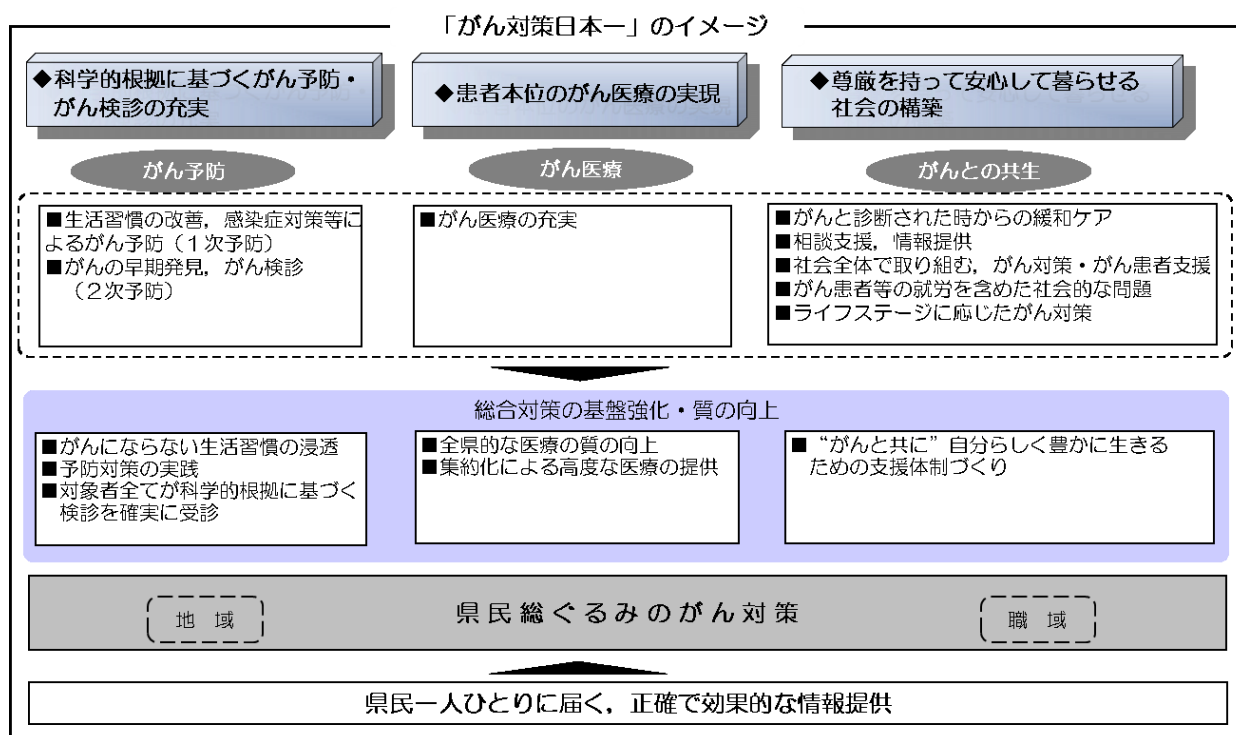 「がん対策日本一」のイメージ
◆科学的根拠に基づくがん予防・
がん検診の充実
◆患者本位のがん医療の実現
◆尊厳を持って安心して暮らせる
社会の構築
がん予防
がん医療
がんとの共生
■生活習慣の改善，感染症対策等に
よるがん予防（１次予防）
■がんの早期発見，がん検診
（２次予防）
■がん医療の充実
■がんと診断された時からの緩和ケア
■相談支援，情報提供
■社会全体で取り組む，がん対策・がん患者支援
■がん患者等の就労を含めた社会的な問題
■ライフステージに応じたがん対策
総合対策の基盤強化・質の向上
■がんにならない生活習慣の浸透
■予防対策の実践
■対象者全てが科学的根拠に基づく
検診を確実に受診
■全県的な医療の質の向上
■集約化による高度な医療の提供
■“がんと共に”自分らしく豊かに生きる
ための支援体制づくり
地 域
県民総ぐるみのがん対策
職 域
県民一人ひとりに届く，正確で効果的な情報提供